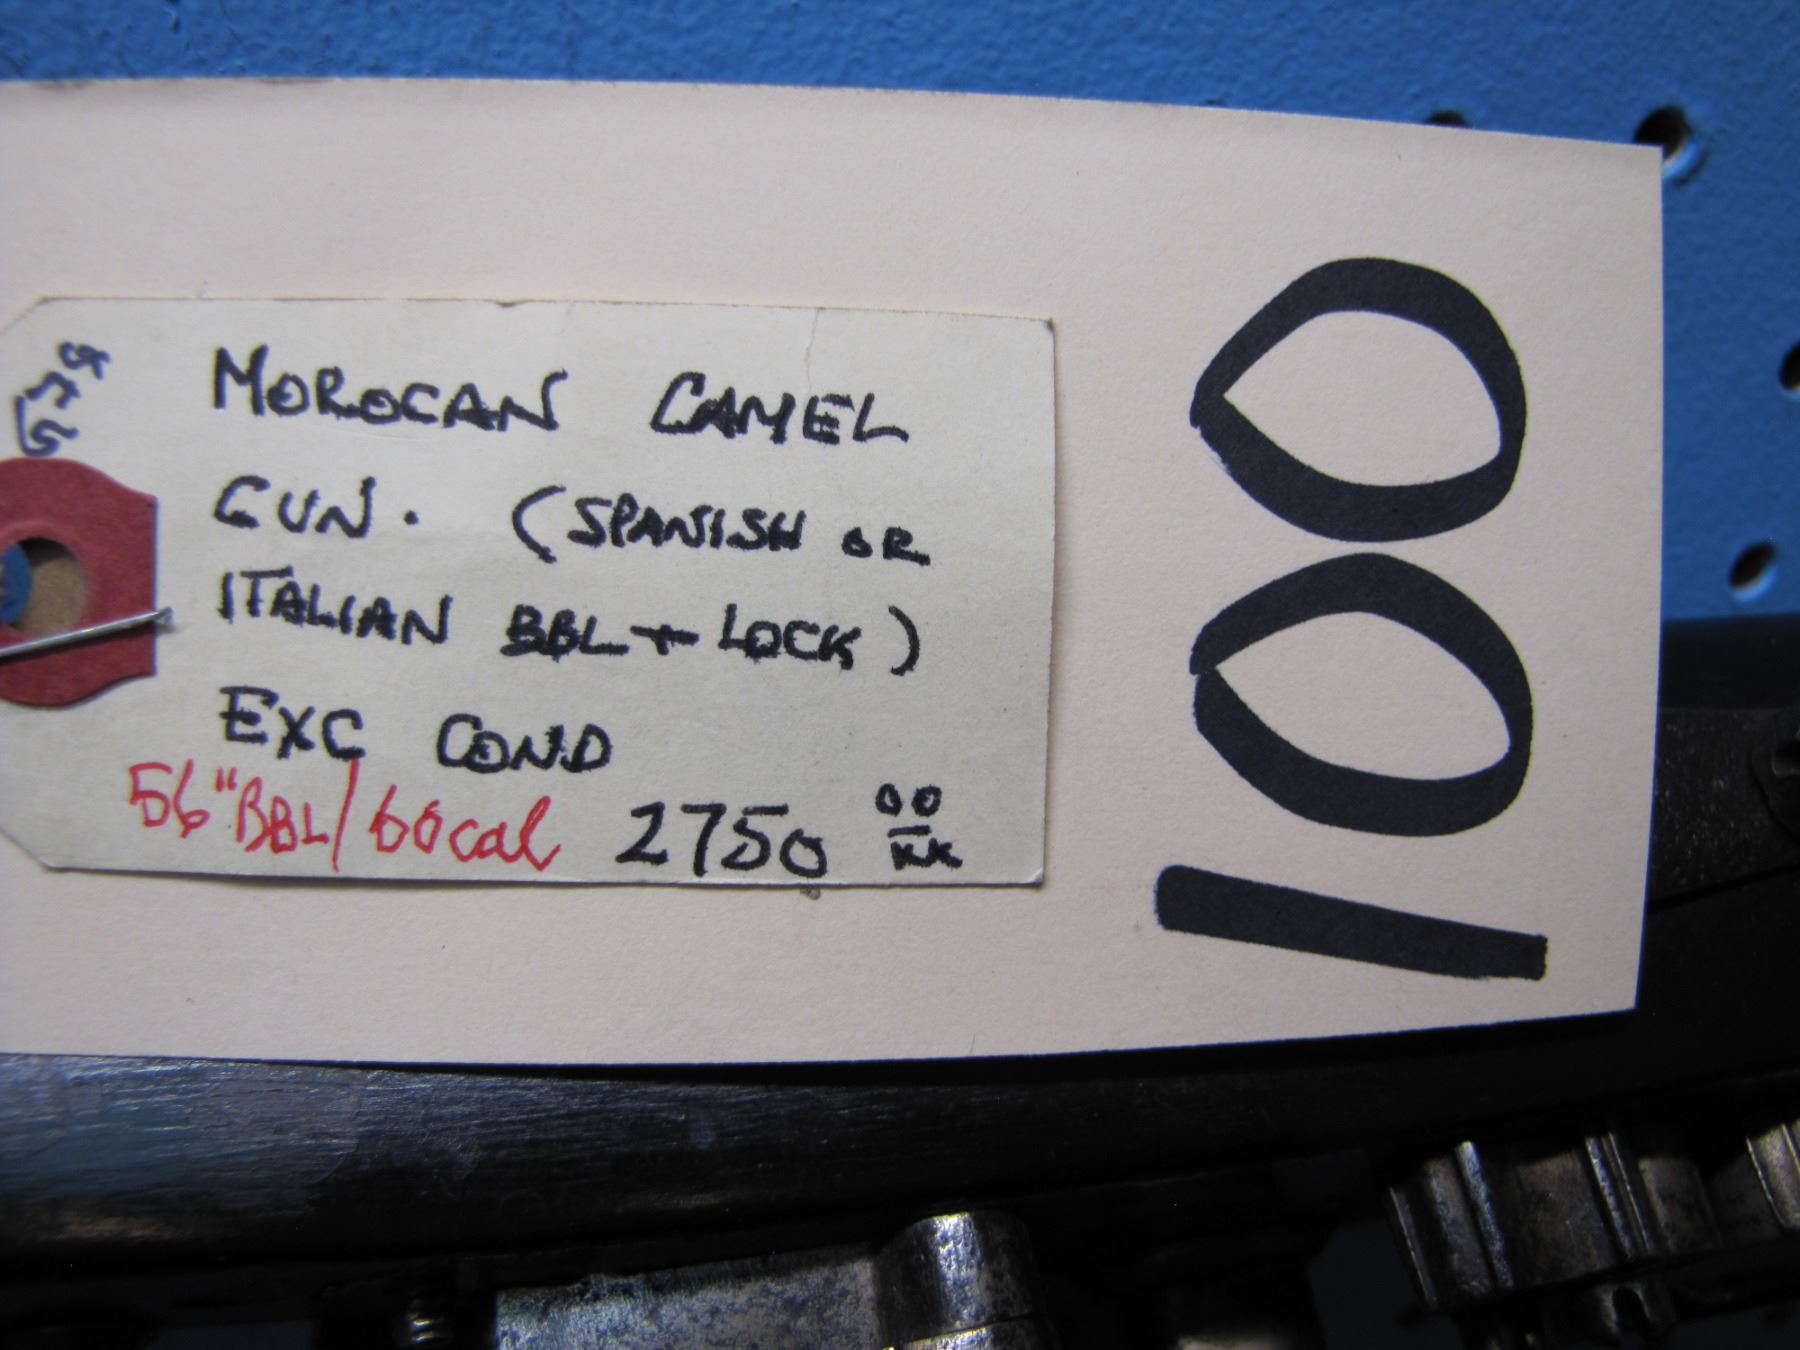 MOROCAN CAMEL
GUN. (SPANISH OR
ITALIAN BBL + LOCK)
EXC COND
56" BBL/60cal 2750 00
100